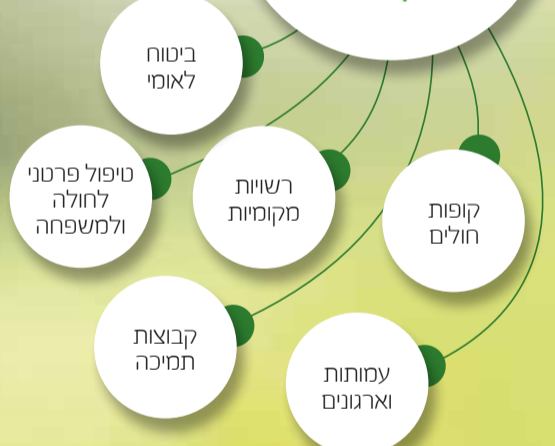 ביטוח
לאומי
טיפול פרטני
לחולה
ולמשפחה
רשויות
מקומיות
קופות
חולים
קבוצות
תמיכה
עמותות
וארגונים